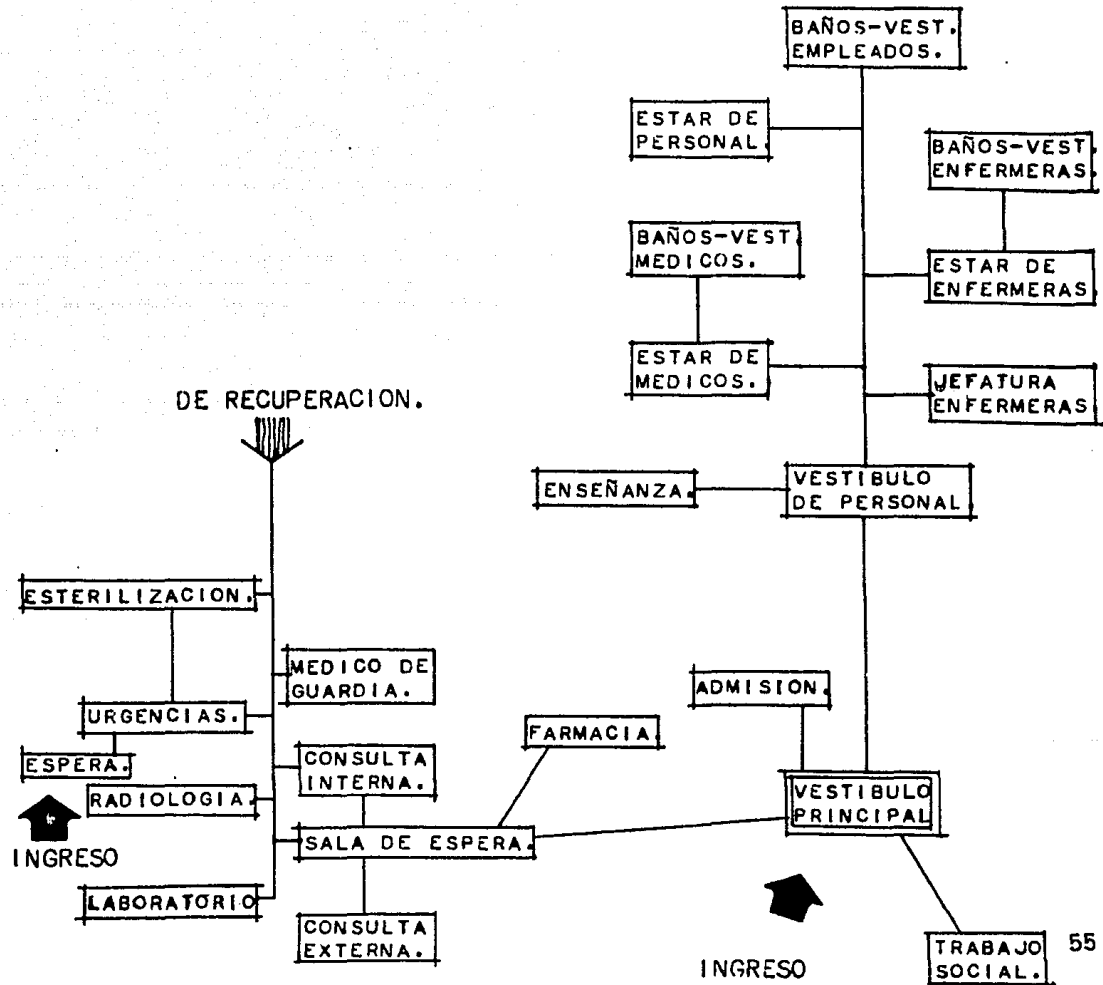 BAÑOS-VEST.
EMPLEADOS.
ESTAR DE
PERSONAL.
BAÑOS-VEST.
ENFERMERAS.
BAÑOS-VEST.
MEDICOS.
ESTAR DE
ENFERMERAS.
ESTAR DE
MEDICOS.
JEFATURA
ENFERMERAS
DE RECUPERACION.
ENSEÑANZA.
VESTIBULO
DE PERSONAL.
ESTERILIZACION.
MEDICO DE
GUARDIA.
ADMISION.
URGENCIAS.
FARMACIA.
ESPERA.
CONSULTA
INTERNA.
RADIOLOGIA.
VESTIBULO
PRINCIPAL
SALA DE ESPERA.
INGRESO
LABORATORIO
CONSULTA
EXTERNA.
INGRESO
TRABAJO
SOCIAL.
55